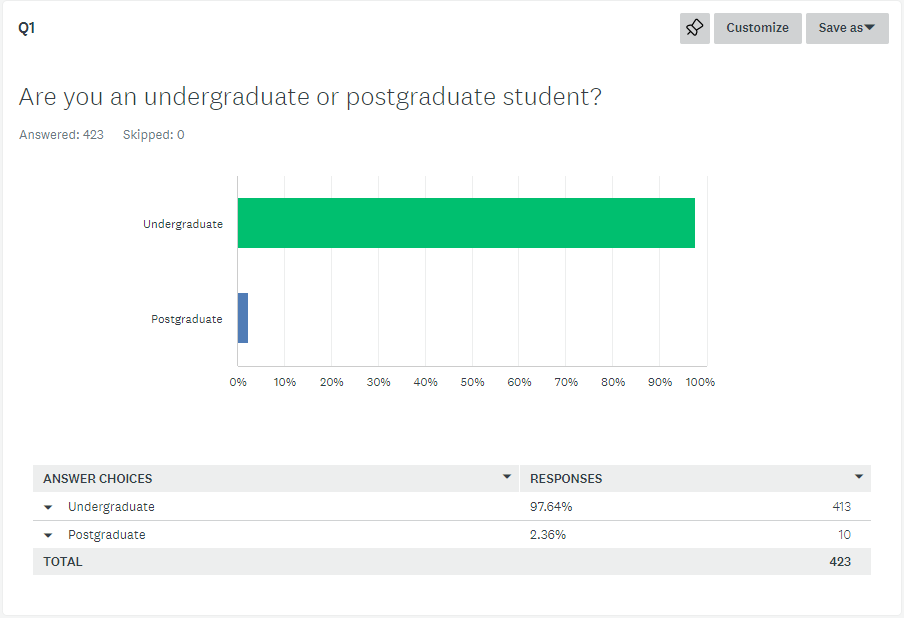 Q1
Customize
Save as
Are you an undergraduate or postgraduate student?
Answered: 423 Skipped: 0
Undergraduate
Postgraduate
0% 10% 20% 30% 40% 50% 60% 70% 80% 90% 100%
ANSWER CHOICES RESPONSES
Undergraduate 97.64% 413
Postgraduate 2.36% 10
TOTAL 423